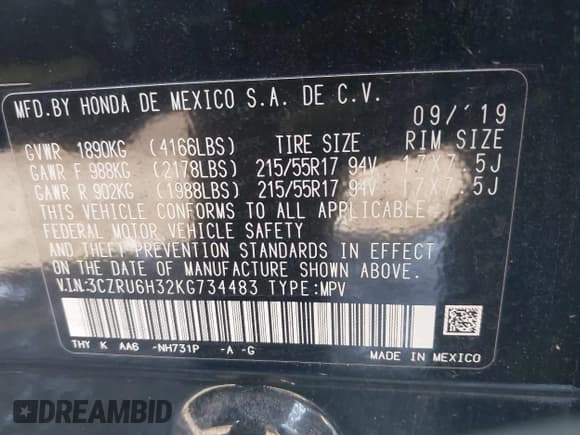 MFD.BY HONDA DE MEXICO S.A. DE C.V. 09/'19
GVWR 1890KG (4166LBS) TIRE SIZE RIM SIZE
GAWR F 988KG (2178LBS) 215/55R17 94V 17X7.5J
GAWR R 902KG (1988LBS) 215/55R17 94V 17X7.5J
THIS VEHICLE CONFORMS TO ALL APPLICABLE
FEDERAL MOTOR VEHICLE SAFETY
AND THEFT PREVENTION STANDARDS IN EFFECT
ON THE DATE OF MANUFACTURE SHOWN ABOVE.
V.I.N:3CZRU6H32KG734483 TYPE:MPV
THY K AA6 -NH731P -A -G MADE IN MEXICO
DREAMBID